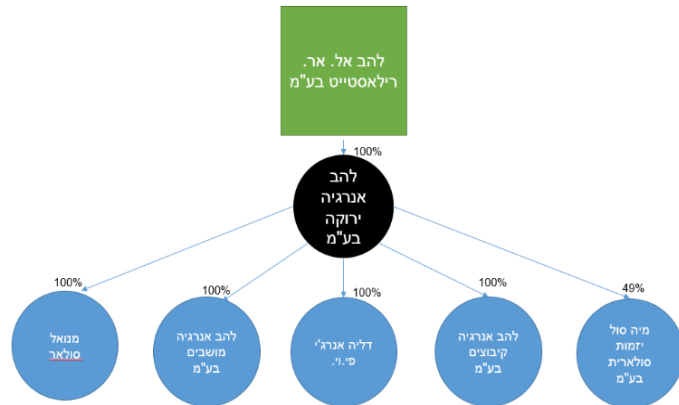 להב אל. אר.
רילאסטייט בע"מ
100%
להב
אנרגיה
ירוקה
בע"מ
49%
100%
100%
100%
100%
מיה סול
יזמות
סולארית
בע"מ
להב אנרגיה
קיבוצים
בע"מ
דליה אנרג'י
פי.וי.
להב אנרגיה
מושבים
בע"מ
מנואל
סולאר